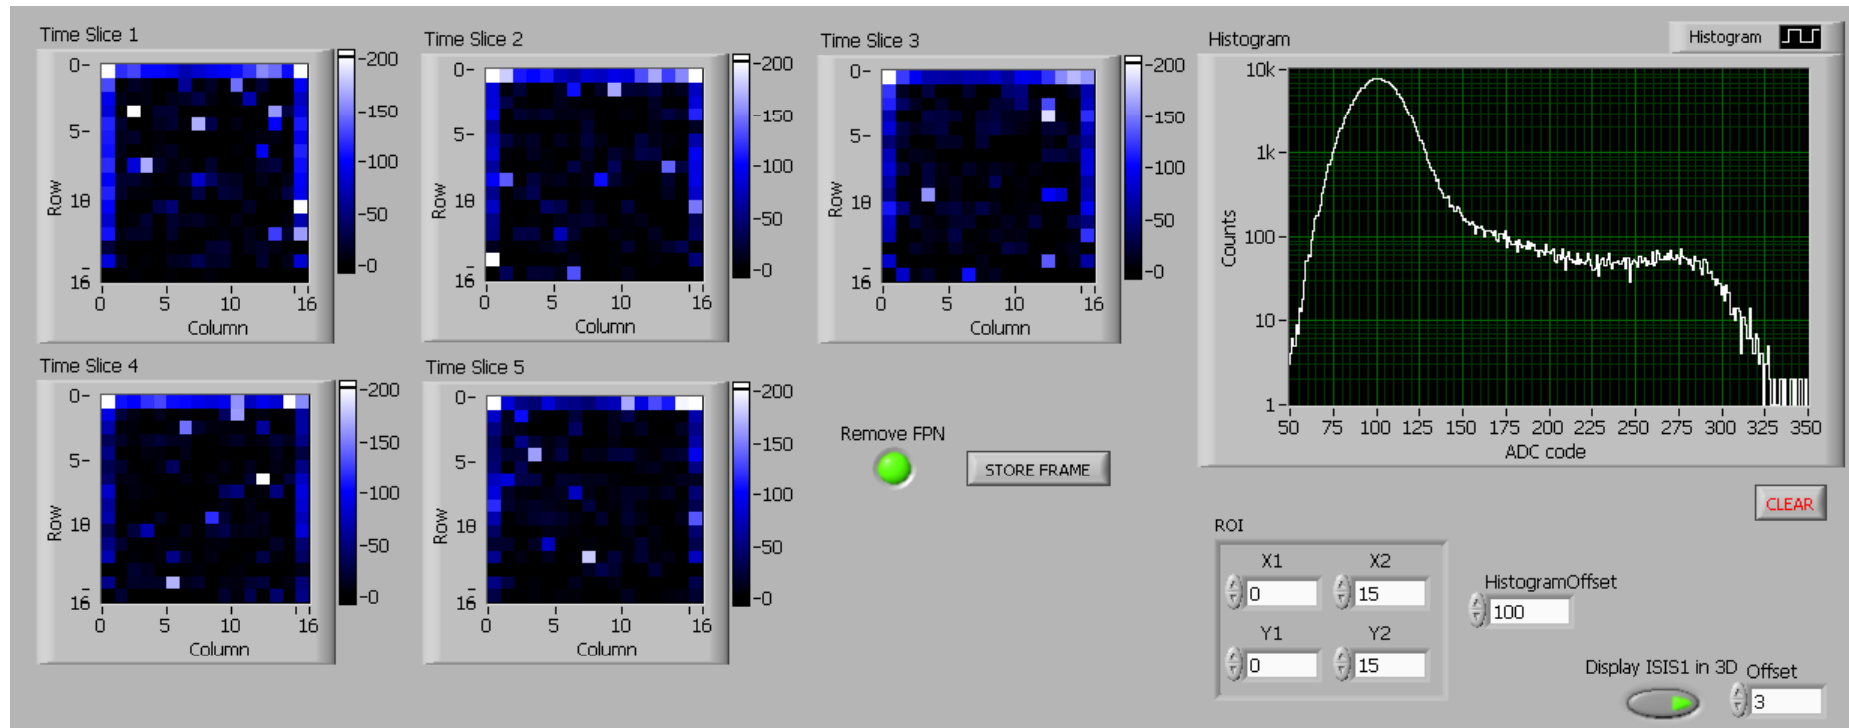 Time Slice 1
0-
5-
10
16
Row
0 5 10 16
Column
-200
-150
-100
-50
-0
Time Slice 2
0-
5-
10
16
Row
0 5 10 16
Column
-200
-150
-100
-50
-0
Time Slice 3
0-
5-
10
16
Row
0 5 10 16
Column
-200
-150
-100
-50
-0
Histogram
Histogram
10k-
1k-
100-
10-
1-
Counts
50 75 100 125 150 175 200 225 250 275 300 325 350
ADC code
Time Slice 4
0-
5-
10
16
Row
0 5 10 16
Column
-200
-150
-100
-50
-0
Time Slice 5
0-
5-
10
16
Row
0 5 10 16
Column
-200
-150
-100
-50
-0
Remove FPN
STORE FRAME
CLEAR
ROI
X1 X2
0 15
Y1 Y2
0 15
HistogramOffset
100
Display ISIS1 in 3D
Offset
3